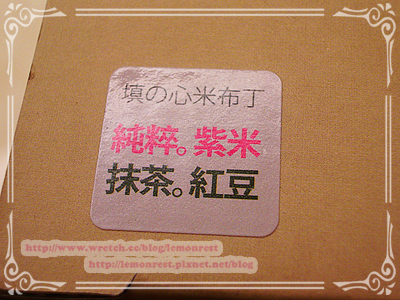 填の心米布丁
純粹。紫米
抹茶。紅豆
http://www.wretch.cc/blog/lemonrest
http://lemonrest.pixnet.net/blog